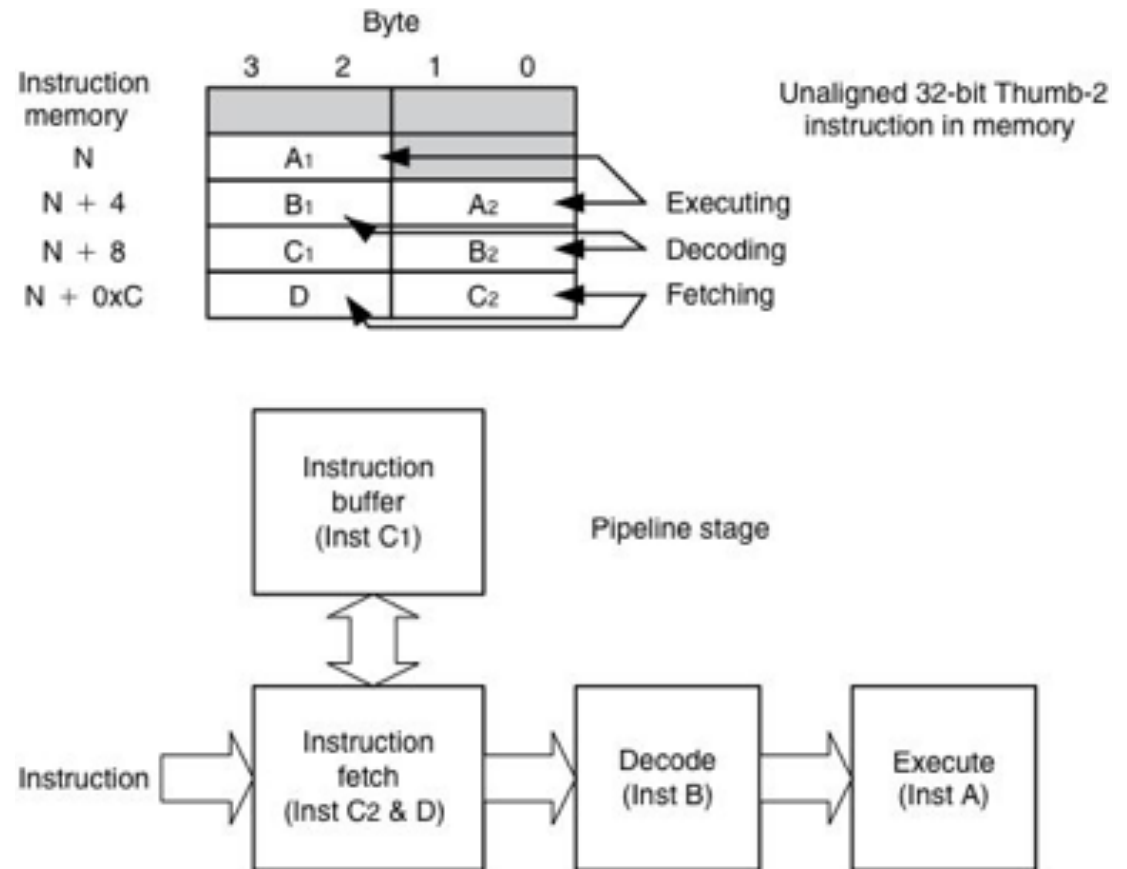 Byte
3 2 1 0
Instruction
memory
Unaligned 32-bit Thumb-2
instruction in memory
N A1
N + 4 B1 A2 Executing
N + 8 C1 B2 Decoding
N + 0xC D C2 Fetching
Instruction
buffer
(Inst C1)
Pipeline stage
Instruction
Instruction
fetch
(Inst C2 & D)
Decode
(Inst B)
Execute
(Inst A)